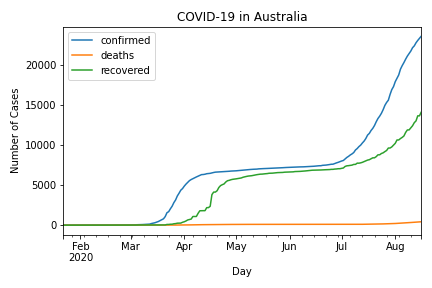 COVID-19 in Australia
confirmed
deaths
recovered
Number of Cases
20000
15000
10000
5000
0
Feb Mar Apr May Jun Jul Aug
2020
Day